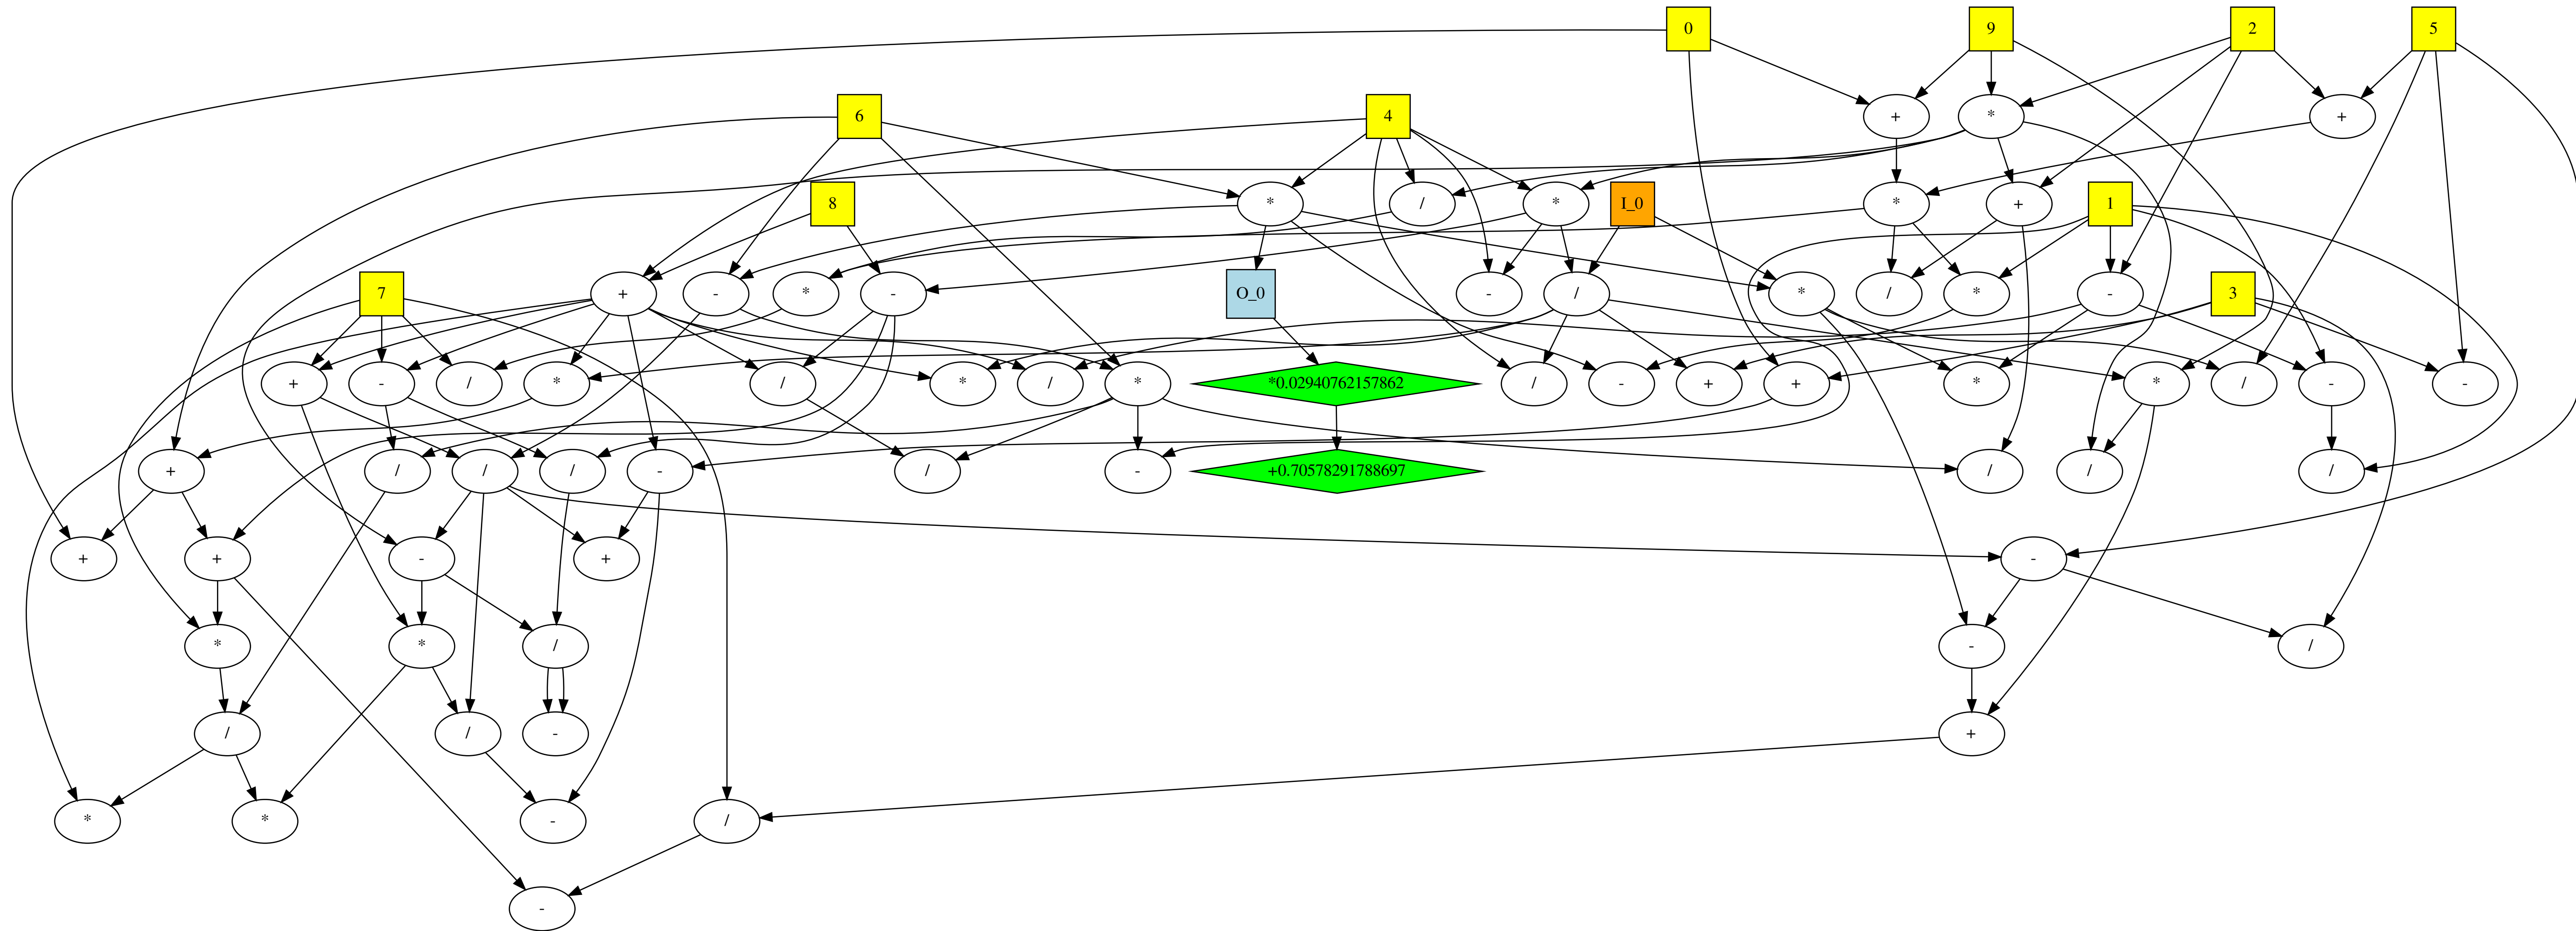 0 9 2 5
6 4 + * +
8 * / * I_0 * + 1
7 + - * - O_0 - / * / * - 3
+ - / * / * / * *0.02940762157862 / - + + * * / - -
+ / / / - / - +0.70578291788697 / / /
+ + - + -
* * / - /
/ / - +
* * - /
-